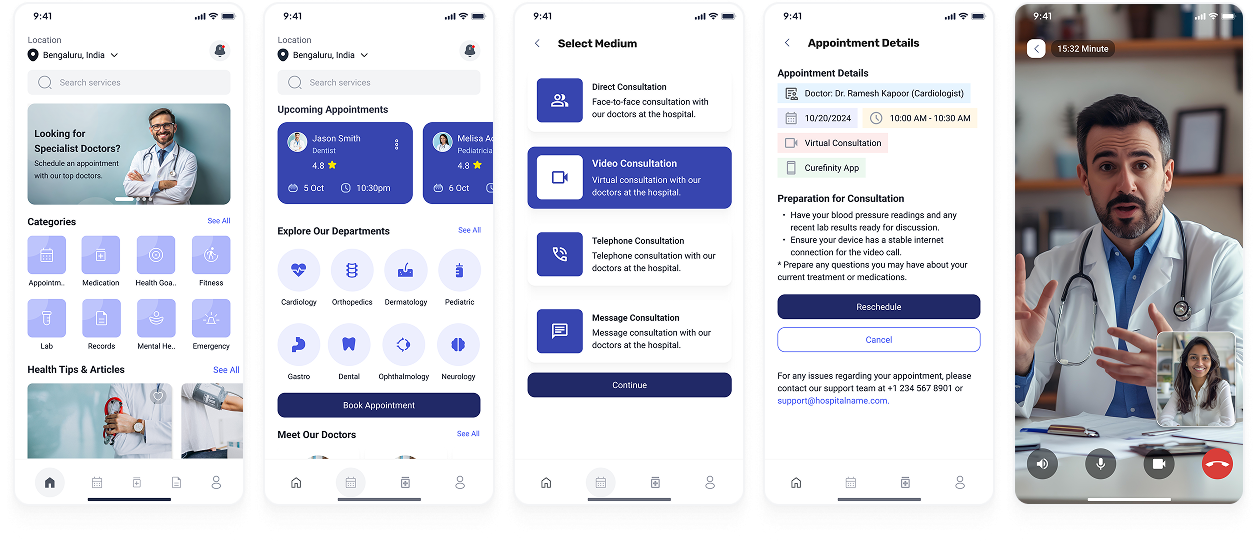 9:41
Location
Bengaluru, India
Search services
Looking for
Specialist Doctors?
Schedule an appointment
with our top doctors.
Categories
See All
Appointm..
Medication
Health Goa..
Fitness
Lab
Records
Mental He..
Emergency
Health Tips & Articles
See All
9:41
Location
Bengaluru, India
Search services
Upcoming Appointments
Jason Smith
Dentist
4.8
5 Oct
10:30pm
Melisa Ac
Pediatricia
4.8
6 Oct
Explore Our Departments
See All
Cardiology
Orthopedics
Dermatology
Pediatric
Gastro
Dental
Ophthalmology
Neurology
Book Appointment
Meet Our Doctors
See All
9:41
Select Medium
Direct Consultation
Face-to-face consultation with
our doctors at the hospital.
Video Consultation
Virtual consultation with our
doctors at the hospital.
Telephone Consultation
Telephone consultation with our
doctors at the hospital.
Message Consultation
Message consultation with our
doctors at the hospital.
Continue
9:41
Appointment Details
Appointment Details
Doctor: Dr. Ramesh Kapoor (Cardiologist)
10/20/2024
10:00 AM - 10:30 AM
Virtual Consultation
Curefinity App
Preparation for Consultation
• Have your blood pressure readings and any
recent lab results ready for discussion.
• Ensure your device has a stable internet
connection for the video call.
* Prepare any questions you may have about your
current treatment or medications.
Reschedule
Cancel
For any issues regarding your appointment, please
contact our support team at +1 234 567 8901 or
support@hospitalname.com.
9:41
15:32 Minute